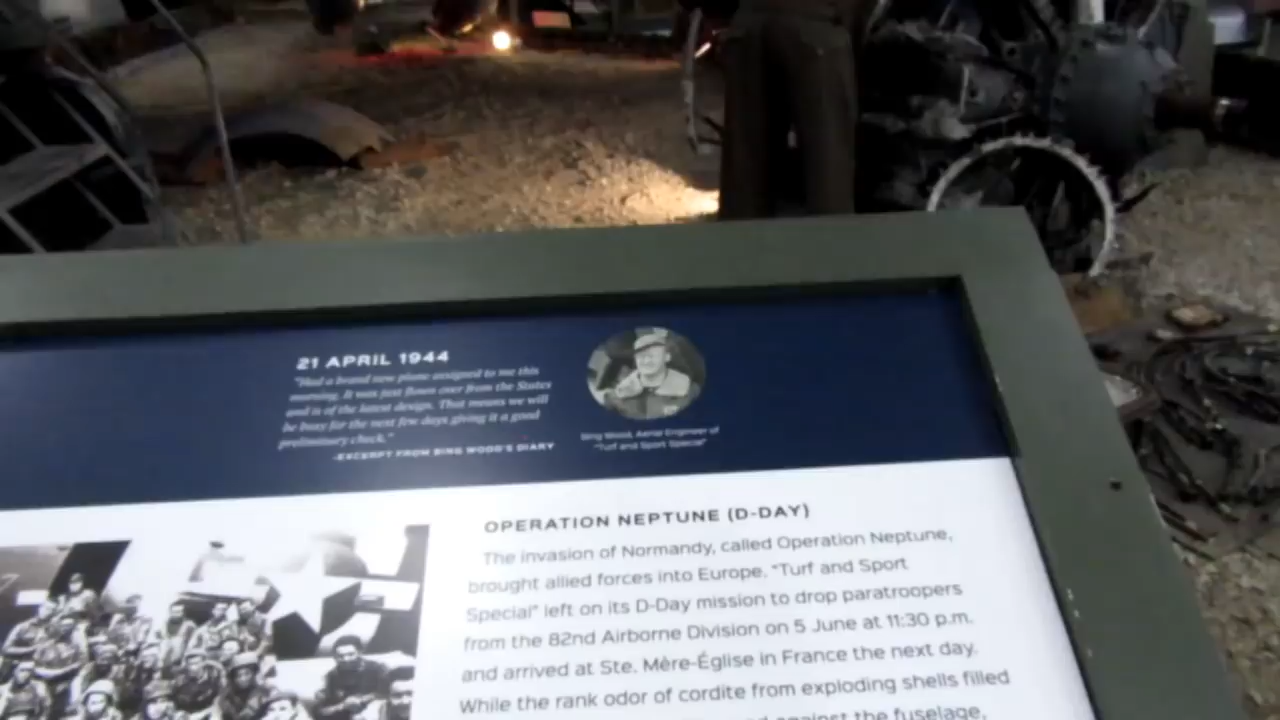 21 APRIL 1944
"Had a brand new plane assigned to me this
morning. It was just flown over from the States
and is of the latest design. That means we will
be busy for the next few days giving it a good
preliminary check."
-EXCERPT FROM BING WOOD'S DIARY
Bing Wood, Aerial Engineer of
"Turf and Sport Special"
OPERATION NEPTUNE (D-DAY)
The invasion of Normandy, called Operation Neptune,
brought allied forces into Europe. "Turf and Sport
Special" left on its D-Day mission to drop paratroopers
from the 82nd Airborne Division on 5 June at 11:30 p.m.
and arrived at Ste. Mère-Église in France the next day.
While the rank odor of cordite from exploding shells filled
against the fuselage,